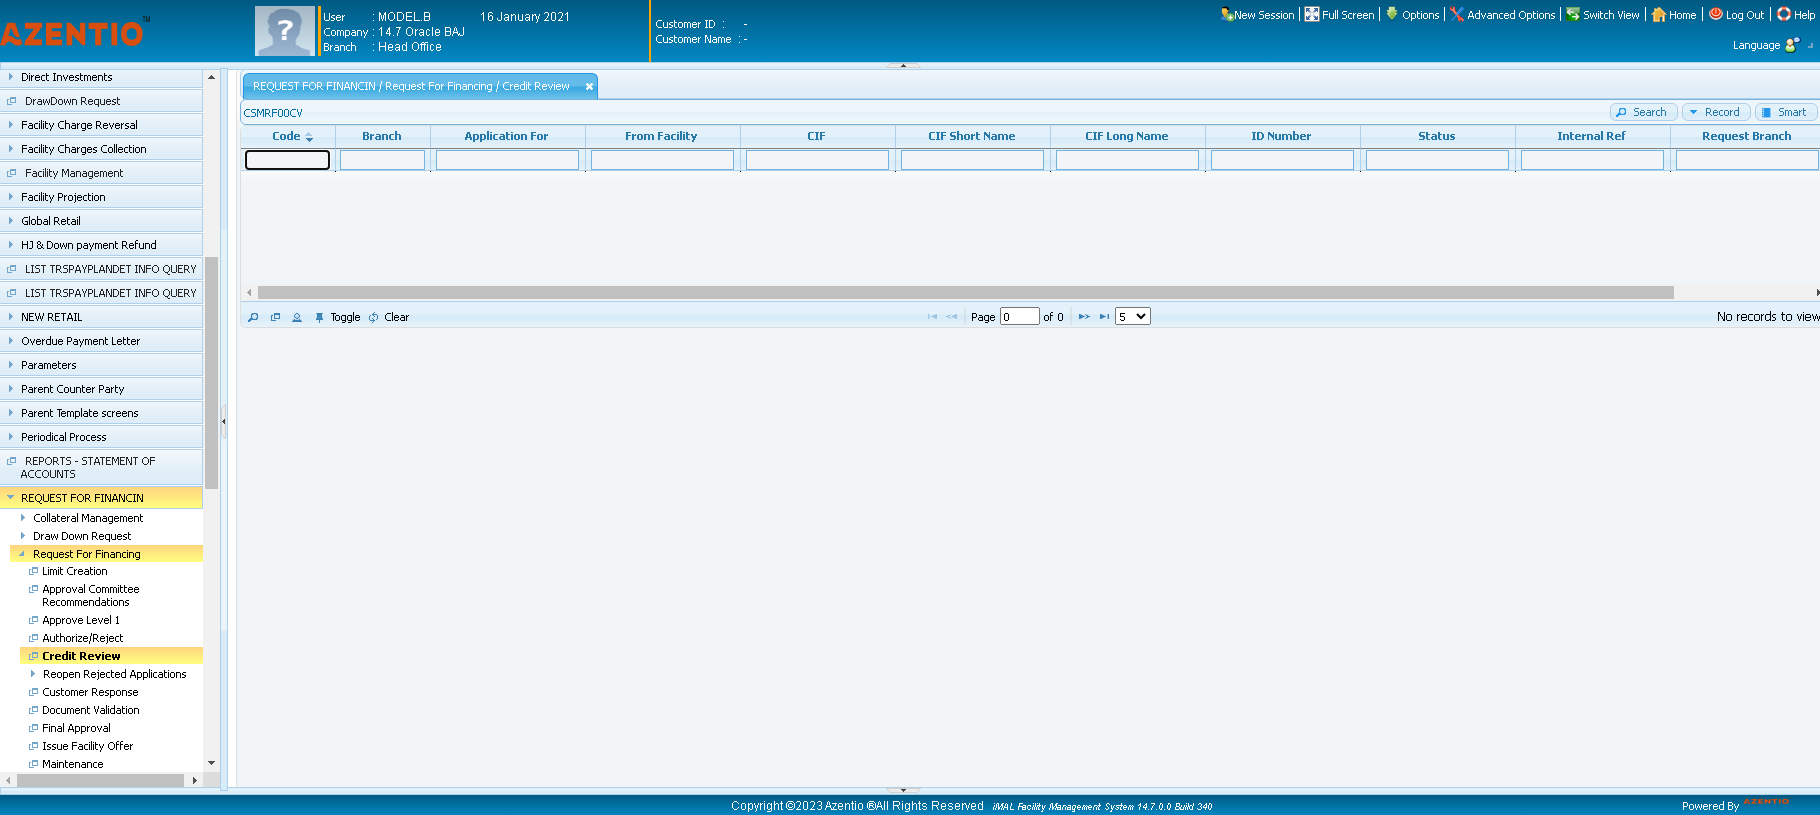 AZENTIO™
User : MODEL.B 16 January 2021
Company : 14.7 Oracle BAJ
Branch : Head Office
Customer ID : -
Customer Name : -
New Session Full Screen Options Advanced Options Switch View Home Log Out Help
Language
Direct Investments
DrawDown Request
Facility Charge Reversal
Facility Charges Collection
Facility Management
Facility Projection
Global Retail
HJ & Down payment Refund
LIST TRSPAYPLANDET INFO QUERY
LIST TRSPAYPLANDET INFO QUERY
NEW RETAIL
Overdue Payment Letter
Parameters
Parent Counter Party
Parent Template screens
Periodical Process
REPORTS - STATEMENT OF
ACCOUNTS
REQUEST FOR FINANCIN
Collateral Management
Draw Down Request
Request For Financing
Limit Creation
Approval Committee
Recommendations
Approve Level 1
Authorize/Reject
Credit Review
Reopen Rejected Applications
Customer Response
Document Validation
Final Approval
Issue Facility Offer
Maintenance
REQUEST FOR FINANCIN / Request For Financing / Credit Review
CSMRF00CV
Search Record Smart
Code Branch Application For From Facility CIF CIF Short Name CIF Long Name ID Number Status Internal Ref Request Branch
Toggle Clear
Page 0 of 0 5
No records to view
Copyright ©2023 Azentio ®All Rights Reserved iMAL Facility Management System 14.7.0.0 Build 340
Powered By AZENTIO